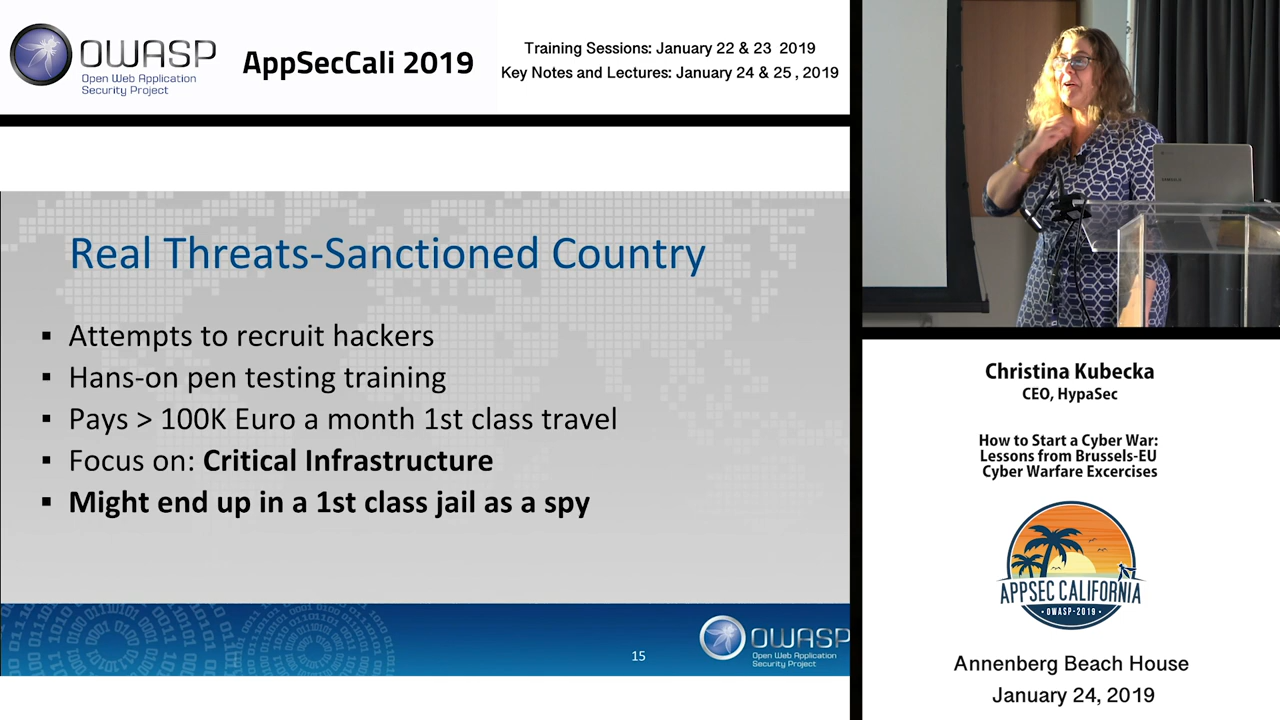 OWASP
Open Web Application
Security Project
AppSecCali 2019
Training Sessions: January 22 & 23 2019
Key Notes and Lectures: January 24 & 25 , 2019
Real Threats-Sanctioned Country
▪ Attempts to recruit hackers
▪ Hans-on pen testing training
▪ Pays > 100K Euro a month 1st class travel
▪ Focus on: Critical Infrastructure
▪ Might end up in a 1st class jail as a spy
15
OWASP
Open Web Application
Security Project
Christina Kubecka
CEO, HypaSec
How to Start a Cyber War:
Lessons from Brussels-EU
Cyber Warfare Excercises
APPSEC CALIFORNIA
· OWASP-2019 ·
Annenberg Beach House
January 24, 2019